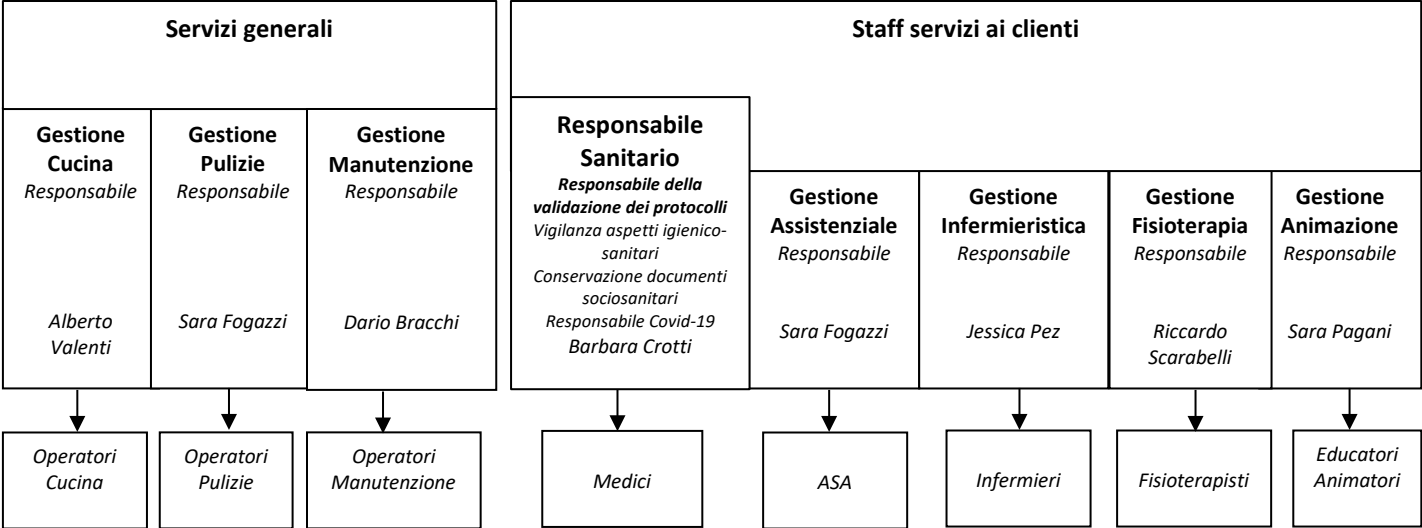 Servizi generali
Staff servizi ai clienti
Gestione
Cucina
Responsabile
Alberto
Valenti
Gestione
Pulizie
Responsabile
Sara Fogazzi
Gestione
Manutenzione
Responsabile
Dario Bracchi
Responsabile
Sanitario
Responsabile della
validazione dei protocolli
Vigilanza aspetti igienico-
sanitari
Conservazione documenti
sociosanitari
Responsabile Covid-19
Barbara Crotti
Gestione
Assistenziale
Responsabile
Sara Fogazzi
Gestione
Infermieristica
Responsabile
Jessica Pez
Gestione
Fisioterapia
Responsabile
Riccardo
Scarabelli
Gestione
Animazione
Responsabile
Sara Pagani
Operatori
Cucina
Operatori
Pulizie
Operatori
Manutenzione
Medici
ASA
Infermieri
Fisioterapisti
Educatori
Animatori